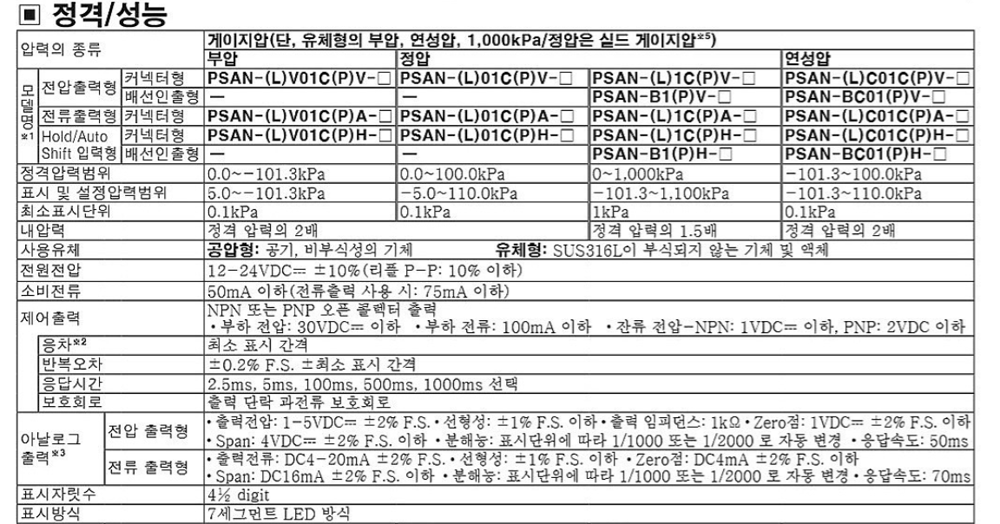 ▣ 정격/성능
압력의 종류 게이지압(단, 유체형의 부압, 연성압, 1,000kPa/정압은 실드 게이지압※5)
부압 정압 연성압
모델명※1 전압출력형 커넥터형 PSAN-(L)V01C(P)V-□ PSAN-(L)01C(P)V-□ PSAN-(L)1C(P)V-□ PSAN-(L)C01C(P)V-□
배선인출형 — — PSAN-B1(P)V-□ PSAN-BC01(P)V-□
전류출력형 커넥터형 PSAN-(L)V01C(P)A-□ PSAN-(L)01C(P)A-□ PSAN-(L)1C(P)A-□ PSAN-(L)C01C(P)A-□
Hold/Auto 커넥터형 PSAN-(L)V01C(P)H-□ PSAN-(L)01C(P)H-□ PSAN-(L)1C(P)H-□ PSAN-(L)C01C(P)H-□
Shift 입력형 배선인출형 — — PSAN-B1(P)H-□ PSAN-BC01(P)H-□
정격압력범위 0.0~-101.3kPa 0.0~100.0kPa 0~1,000kPa -101.3~100.0kPa
표시 및 설정압력범위 5.0~-101.3kPa -5.0~110.0kPa -101.3~1,100kPa -101.3~110.0kPa
최소표시단위 0.1kPa 0.1kPa 1kPa 0.1kPa
내압력 정격 압력의 2배 정격 압력의 1.5배 정격 압력의 2배
사용유체 공압형: 공기, 비부식성의 기체 유체형: SUS316L이 부식되지 않는 기체 및 액체
전원전압 12-24VDC⎓ ±10%(리플 P-P: 10% 이하)
소비전류 50mA 이하(전류출력 사용 시: 75mA 이하)
제어출력 NPN 또는 PNP 오픈 콜렉터 출력
•부하 전압: 30VDC⎓ 이하 •부하 전류: 100mA 이하 •잔류 전압-NPN: 1VDC⎓ 이하, PNP: 2VDC 이하
응차※2 최소 표시 간격
반복오차 ±0.2% F.S. ±최소 표시 간격
응답시간 2.5ms, 5ms, 100ms, 500ms, 1000ms 선택
보호회로 출력 단락 과전류 보호회로
아날로그 출력※3 전압 출력형 •출력전압: 1-5VDC⎓ ±2% F.S.•선형성: ±1% F.S. 이하•출력 임피던스: 1kΩ•Zero점: 1VDC⎓ ±2% F.S.
•Span: 4VDC⎓ ±2% F.S. 이하 •분해능: 표시단위에 따라 1/1000 또는 1/2000 로 자동 변경 •응답속도: 50ms
전류 출력형 •출력전류: DC4-20mA ±2% F.S.•선형성: ±1% F.S. 이하 •Zero점: DC4mA ±2% F.S. 이하
•Span: DC16mA ±2% F.S. 이하 •분해능: 표시단위에 따라 1/1000 또는 1/2000 로 자동 변경•응답속도: 70ms
표시자릿수 4½ digit
표시방식 7세그먼트 LED 방식